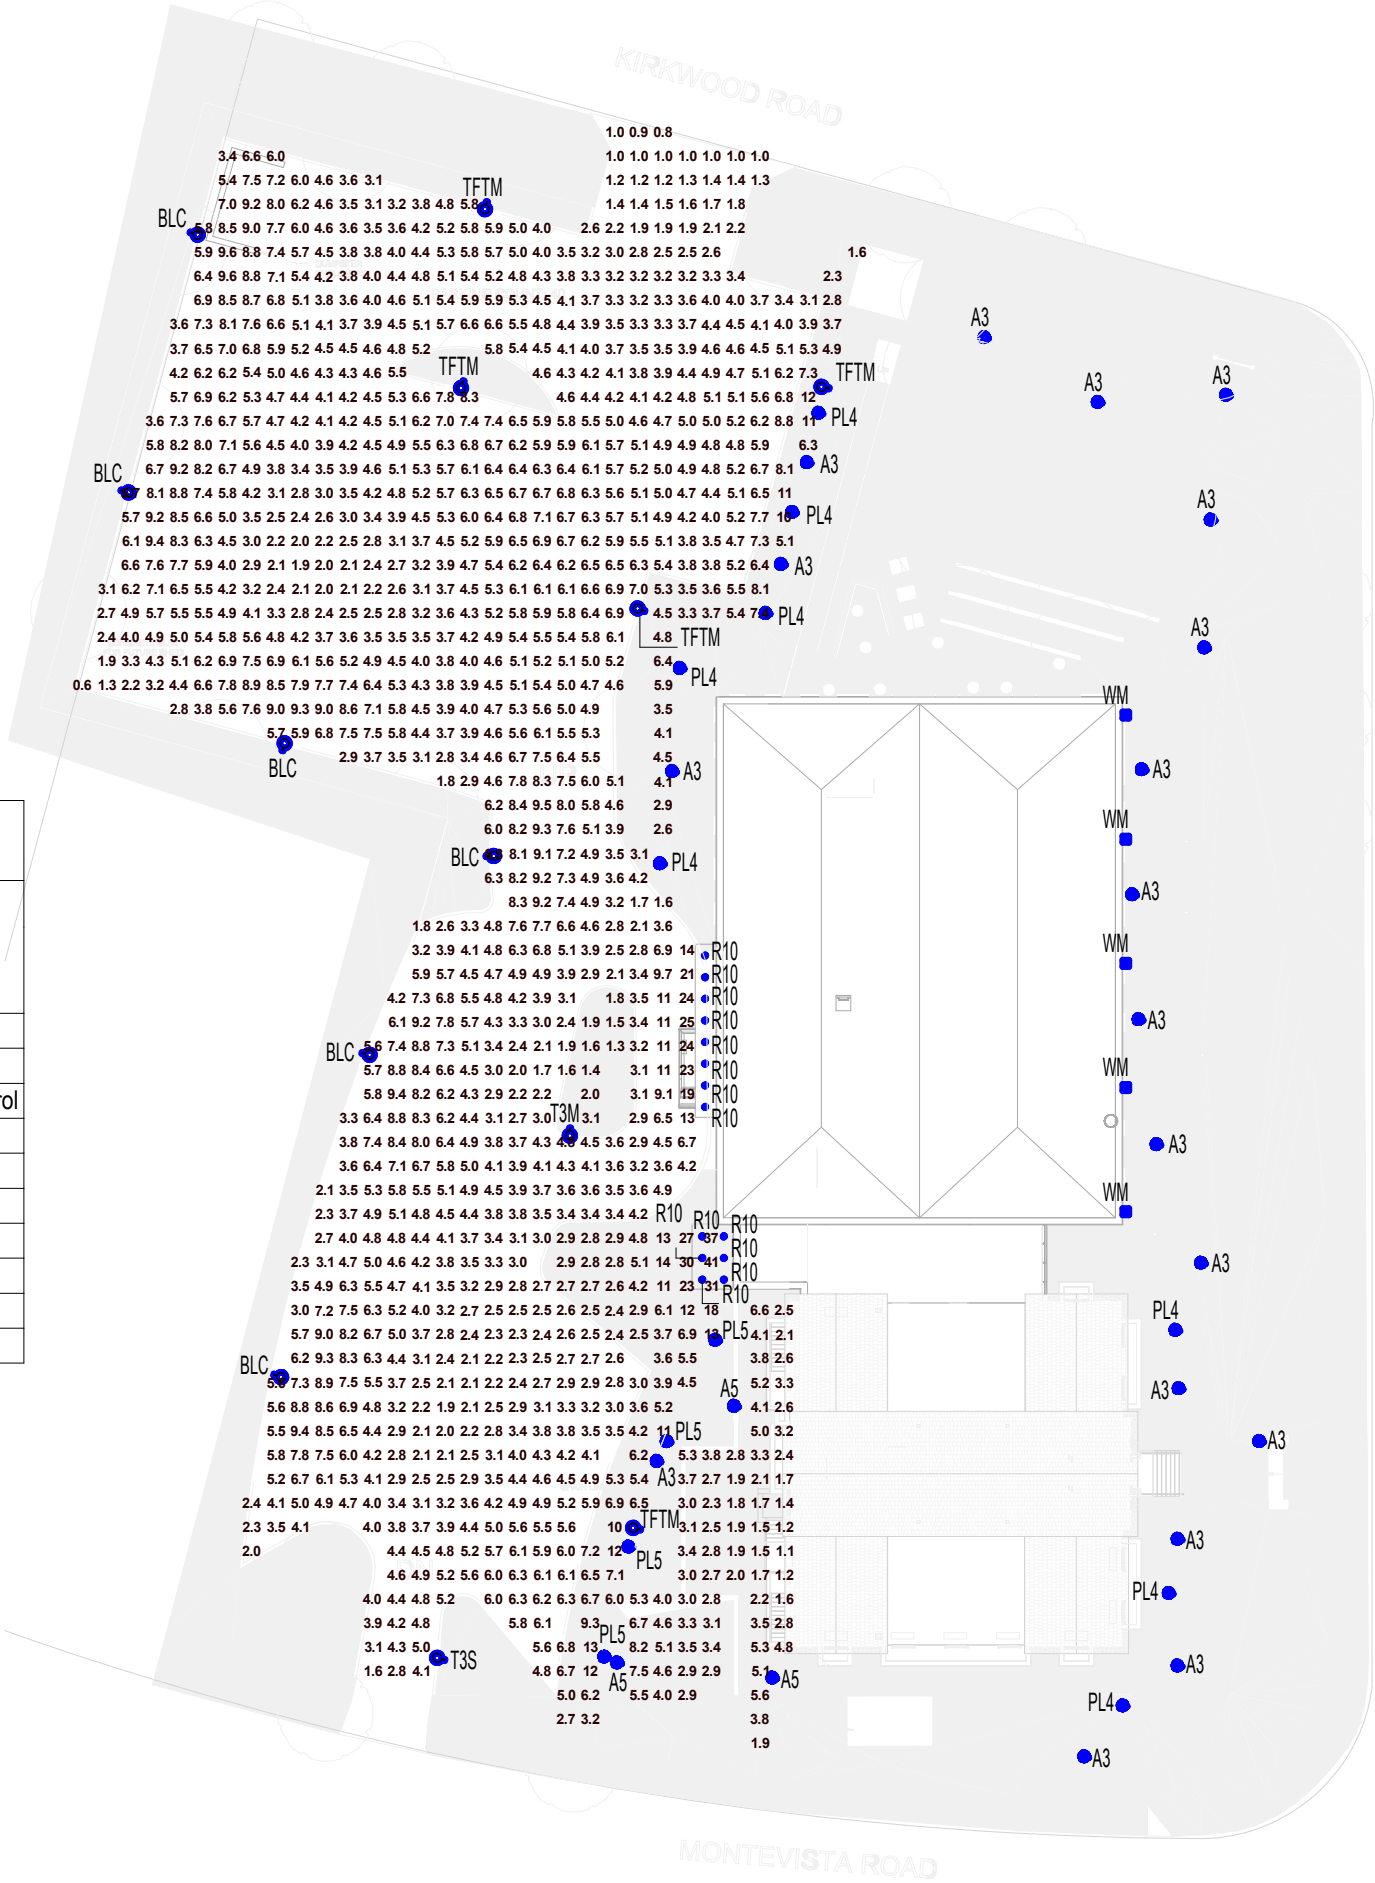 KIRKWOOD ROAD
1.0 0.9 0.8
3.4 6.6 6.0 1.0 1.0 1.0 1.0 1.0 1.0 1.0
5.4 7.5 7.2 6.0 4.6 3.6 3.1 TFTM 1.2 1.2 1.2 1.3 1.4 1.4 1.3
7.0 9.2 8.0 6.2 4.6 3.5 3.1 3.2 3.8 4.8 5.8 1.4 1.4 1.5 1.6 1.7 1.8
BLC 5.8 8.5 9.0 7.7 6.0 4.6 3.6 3.5 3.6 4.2 5.2 5.8 5.9 5.0 4.0 2.6 2.2 1.9 1.9 1.9 2.1 2.2
5.9 9.6 8.8 7.4 5.7 4.5 3.8 3.8 4.0 4.4 5.3 5.8 5.7 5.0 4.0 3.5 3.2 3.0 2.8 2.5 2.5 2.6 1.6
6.4 9.6 8.8 7.1 5.4 4.2 3.8 4.0 4.4 4.8 5.1 5.4 5.2 4.8 4.3 3.8 3.3 3.2 3.2 3.2 3.2 3.3 3.4 2.3
6.9 8.5 8.7 6.8 5.1 3.8 3.6 4.0 4.6 5.1 5.4 5.9 5.9 5.3 4.5 4.1 3.7 3.3 3.2 3.3 3.6 4.0 4.0 3.7 3.4 3.1 2.8
3.6 7.3 8.1 7.6 6.6 5.1 4.1 3.7 3.9 4.5 5.1 5.7 6.6 6.6 5.5 4.8 4.4 3.9 3.5 3.3 3.3 3.7 4.4 4.5 4.1 4.0 3.9 3.7 A3
3.7 6.5 7.0 6.8 5.9 5.2 4.5 4.5 4.6 4.8 5.2 5.8 5.4 4.5 4.1 4.0 3.7 3.5 3.5 3.9 4.6 4.6 4.5 5.1 5.3 4.9
4.2 6.2 6.2 5.4 5.0 4.6 4.3 4.3 4.6 5.5 TFTM 4.6 4.3 4.2 4.1 3.8 3.9 4.4 4.9 4.7 5.1 6.2 7.3 TFTM A3 A3
5.7 6.9 6.2 5.3 4.7 4.4 4.1 4.2 4.5 5.3 6.6 7.8 8.3 4.6 4.4 4.2 4.1 4.2 4.8 5.1 5.1 5.6 6.8 12
3.6 7.3 7.6 6.7 5.7 4.7 4.2 4.1 4.2 4.5 5.1 6.2 7.0 7.4 7.4 6.5 5.9 5.8 5.5 5.0 4.6 4.7 5.0 5.0 5.2 6.2 8.8 11 PL4
5.8 8.2 8.0 7.1 5.6 4.5 4.0 3.9 4.2 4.5 4.9 5.5 6.3 6.8 6.7 6.2 5.9 5.9 6.1 5.7 5.1 4.9 4.9 4.8 4.8 5.9 6.3
BLC 6.7 9.2 8.2 6.7 4.9 3.8 3.4 3.5 3.9 4.6 5.1 5.3 5.7 6.1 6.4 6.4 6.3 6.4 6.1 5.7 5.2 5.0 4.9 4.8 5.2 6.7 8.1 A3
8.1 8.8 7.4 5.8 4.2 3.1 2.8 3.0 3.5 4.2 4.8 5.2 5.7 6.3 6.5 6.7 6.7 6.8 6.3 5.6 5.1 5.0 4.7 4.4 5.1 6.5 11 A3
5.7 9.2 8.5 6.6 5.0 3.5 2.5 2.4 2.6 3.0 3.4 3.9 4.5 5.3 6.0 6.4 6.8 7.1 6.7 6.3 5.7 5.1 4.9 4.2 4.0 5.2 7.7 10 PL4
6.1 9.4 8.3 6.3 4.5 3.0 2.2 2.0 2.2 2.5 2.8 3.1 3.7 4.5 5.2 5.9 6.5 6.9 6.7 6.2 5.9 5.5 5.1 3.8 3.5 4.7 7.3 5.1
6.6 7.6 7.7 5.9 4.0 2.9 2.1 1.9 2.0 2.1 2.4 2.7 3.2 3.9 4.7 5.4 6.2 6.4 6.2 6.5 6.5 6.3 5.4 3.8 3.8 5.2 6.4 A3
3.1 6.2 7.1 6.5 5.5 4.2 3.2 2.4 2.1 2.0 2.1 2.2 2.6 3.1 3.7 4.5 5.3 6.1 6.1 6.1 6.6 6.9 7.0 5.3 3.5 3.6 5.5 8.1
2.7 4.9 5.7 5.5 5.5 4.9 4.1 3.3 2.8 2.4 2.5 2.5 2.8 3.2 3.6 4.3 5.2 5.8 5.9 5.8 6.4 6.9 4.5 3.3 3.7 5.4 7.4 PL4
2.4 4.0 4.9 5.0 5.4 5.8 5.6 4.8 4.2 3.7 3.6 3.5 3.5 3.5 3.7 4.2 4.9 5.4 5.5 5.4 5.8 6.1 4.8 TFTM A3
1.9 3.3 4.3 5.1 6.2 6.9 7.5 6.9 6.1 5.6 5.2 4.9 4.5 4.0 3.8 4.0 4.6 5.1 5.2 5.1 5.0 5.2 6.4 PL4
0.6 1.3 2.2 3.2 4.4 6.6 7.8 8.9 8.5 7.9 7.7 7.4 6.4 5.3 4.3 3.8 3.9 4.5 5.1 5.4 5.0 4.7 4.6 5.9 WM
2.8 3.8 5.6 7.6 9.0 9.3 9.0 8.6 7.1 5.8 4.5 3.9 4.0 4.7 5.3 5.6 5.0 4.9 3.5
5.7 5.9 6.8 7.5 7.5 5.8 4.4 3.7 3.9 4.6 5.6 6.1 5.5 5.3 4.1
BLC 2.9 3.7 3.5 3.1 2.8 3.4 4.6 6.7 7.5 6.4 5.5 4.5 A3 A3
1.8 2.9 4.6 7.8 8.3 7.5 6.0 5.1 4.1
6.2 8.4 9.5 8.0 5.8 4.6 2.9 WM
6.0 8.2 9.3 7.6 5.1 3.9 2.6
BLC 8.1 9.1 7.2 4.9 3.5 3.1 PL4
6.3 8.2 9.2 7.3 4.9 3.6 4.2 A3
8.3 9.2 7.4 4.9 3.2 1.7 1.6
1.8 2.6 3.3 4.8 7.6 7.7 6.6 4.6 2.8 2.1 3.6
3.2 3.9 4.1 4.8 6.3 6.8 5.1 3.9 2.5 2.8 6.9 14 R10 WM
5.9 5.7 4.5 4.7 4.9 4.9 3.9 2.9 2.1 3.4 9.7 21 R10
4.2 7.3 6.8 5.5 4.8 4.2 3.9 3.1 1.8 3.5 11 24 R10
6.1 9.2 7.8 5.7 4.3 3.3 3.0 2.4 1.9 1.5 3.4 11 25 R10 A3
BLC 5.6 7.4 8.8 7.3 5.1 3.4 2.4 2.1 1.9 1.6 1.3 3.2 11 24 R10
5.7 8.8 8.4 6.6 4.5 3.0 2.0 1.7 1.6 1.4 3.1 11 23 R10 WM
rol 5.8 9.4 8.2 6.2 4.3 2.9 2.2 2.2 2.0 3.1 9.1 19 R10
3.3 6.4 8.8 8.3 6.2 4.4 3.1 2.7 3.0 T3M 3.1 2.9 6.5 13 R10
3.8 7.4 8.4 8.0 6.4 4.9 3.8 3.7 4.3 4.8 4.5 3.6 2.9 4.5 6.7 A3
3.6 6.4 7.1 6.7 5.8 5.0 4.1 3.9 4.1 4.3 4.1 3.6 3.2 3.6 4.2
2.1 3.5 5.3 5.8 5.5 5.1 4.9 4.5 3.9 3.7 3.6 3.6 3.5 3.6 4.9 WM
2.3 3.7 4.9 5.1 4.8 4.5 4.4 3.8 3.8 3.5 3.4 3.4 3.4 4.2 R10 R10 R10
2.7 4.0 4.8 4.8 4.4 4.1 3.7 3.4 3.1 3.0 2.9 2.8 2.9 4.8 13 27 37 R10
2.3 3.1 4.7 5.0 4.6 4.2 3.8 3.5 3.3 3.0 2.9 2.8 2.8 5.1 14 30 41 R10 A3
3.5 4.9 6.3 5.5 4.7 4.1 3.5 3.2 2.9 2.8 2.7 2.7 2.7 2.6 4.2 11 23 31 R10
3.0 7.2 7.5 6.3 5.2 4.0 3.2 2.7 2.5 2.5 2.5 2.6 2.5 2.4 2.9 6.1 12 18 6.6 2.5 PL4
5.7 9.0 8.2 6.7 5.0 3.7 2.8 2.4 2.3 2.3 2.4 2.6 2.5 2.4 2.5 3.7 6.9 13 PL5 4.1 2.1
BLC 6.2 9.3 8.3 6.3 4.4 3.1 2.4 2.1 2.2 2.3 2.5 2.7 2.7 2.6 3.6 5.5 3.8 2.6
5.6 7.3 8.9 7.5 5.5 3.7 2.5 2.1 2.1 2.2 2.4 2.7 2.9 2.9 2.8 3.0 3.9 4.5 A5 5.2 3.3 A3
5.6 8.8 8.6 6.9 4.8 3.2 2.2 1.9 2.1 2.5 2.9 3.1 3.3 3.2 3.0 3.6 5.2 4.1 2.6
5.5 9.4 8.5 6.5 4.4 2.9 2.1 2.0 2.2 2.8 3.4 3.8 3.8 3.5 3.5 4.2 11 PL5 5.0 3.2 A3
5.8 7.8 7.5 6.0 4.2 2.8 2.1 2.1 2.5 3.1 4.0 4.3 4.2 4.1 6.2 5.3 3.8 2.8 3.3 2.4
5.2 6.7 6.1 5.3 4.1 2.9 2.5 2.5 2.9 3.5 4.4 4.6 4.5 4.9 5.3 5.4 A3 3.7 2.7 1.9 2.1 1.7
2.4 4.1 5.0 4.9 4.7 4.0 3.4 3.1 3.2 3.6 4.2 4.9 4.9 5.2 5.9 6.9 6.5 3.0 2.3 1.8 1.7 1.4
2.3 3.5 4.1 4.0 3.8 3.7 3.9 4.4 5.0 5.6 5.5 5.6 10 TFTM 3.1 2.5 1.9 1.5 1.2 A3
2.0 4.4 4.5 4.8 5.2 5.7 6.1 5.9 6.0 7.2 12 PL5 3.4 2.8 1.9 1.5 1.1
4.6 4.9 5.2 5.6 6.0 6.3 6.1 6.1 6.5 7.1 3.0 2.7 2.0 1.7 1.2 PL4
4.0 4.4 4.8 5.2 6.0 6.3 6.2 6.3 6.7 6.0 5.3 4.0 3.0 2.8 2.2 1.6
3.9 4.2 4.8 5.8 6.1 9.3 6.7 4.6 3.3 3.1 3.5 2.8
3.1 4.3 5.0 T3S 5.6 6.8 13 PL5 8.2 5.1 3.5 3.4 5.3 4.8 A3
1.6 2.8 4.1 4.8 6.7 12 A5 7.5 4.6 2.9 2.9 5.1 A5
5.0 6.2 5.5 4.0 2.9 5.6 PL4
2.7 3.2 3.8
1.9 A3
MONTEVISTA ROAD